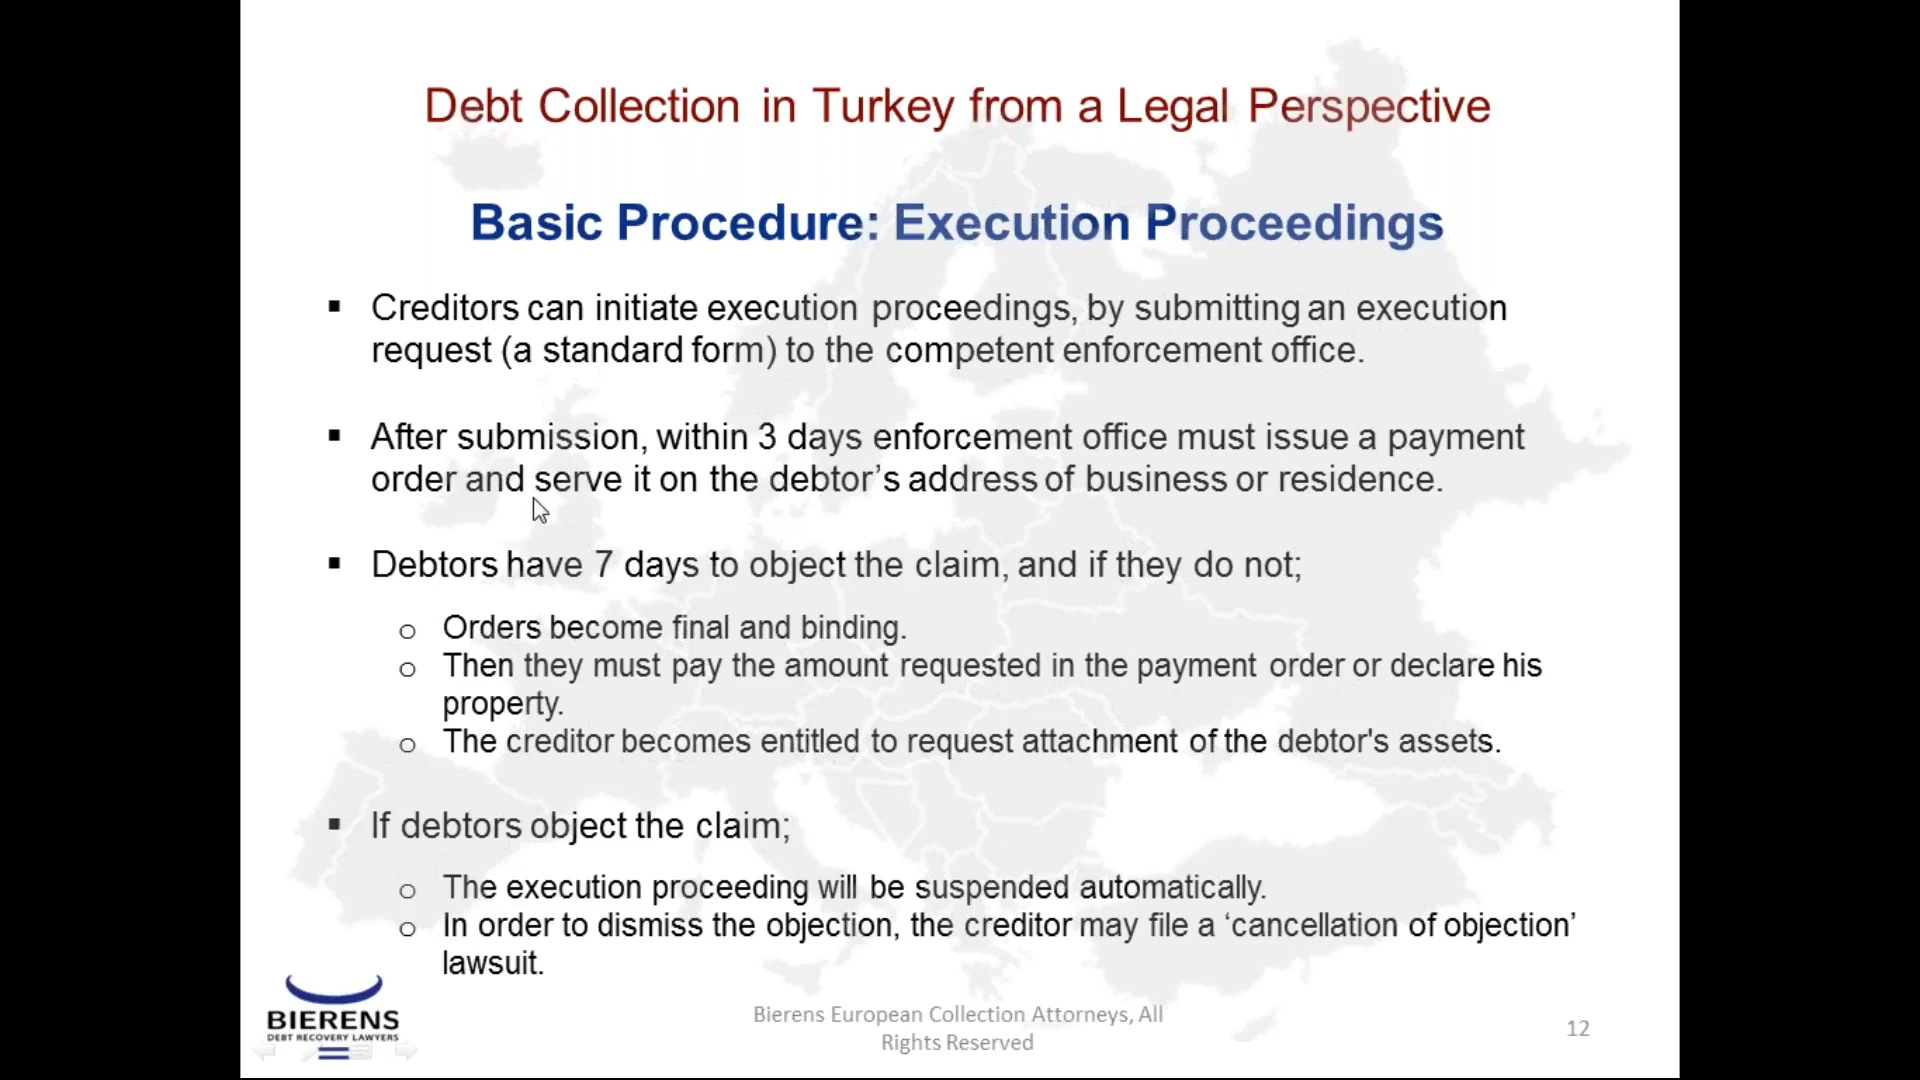 Debt Collection in Turkey from a Legal Perspective
Basic Procedure: Execution Proceedings
▪ Creditors can initiate execution proceedings, by submitting an execution
request (a standard form) to the competent enforcement office.
▪ After submission, within 3 days enforcement office must issue a payment
order and serve it on the debtor’s address of business or residence.
▪ Debtors have 7 days to object the claim, and if they do not;
o Orders become final and binding.
o Then they must pay the amount requested in the payment order or declare his
property.
o The creditor becomes entitled to request attachment of the debtor's assets.
▪ If debtors object the claim;
o The execution proceeding will be suspended automatically.
o In order to dismiss the objection, the creditor may file a ‘cancellation of objection’
lawsuit.
BIERENS
DEBT RECOVERY LAWYERS
Bierens European Collection Attorneys, All
Rights Reserved
12